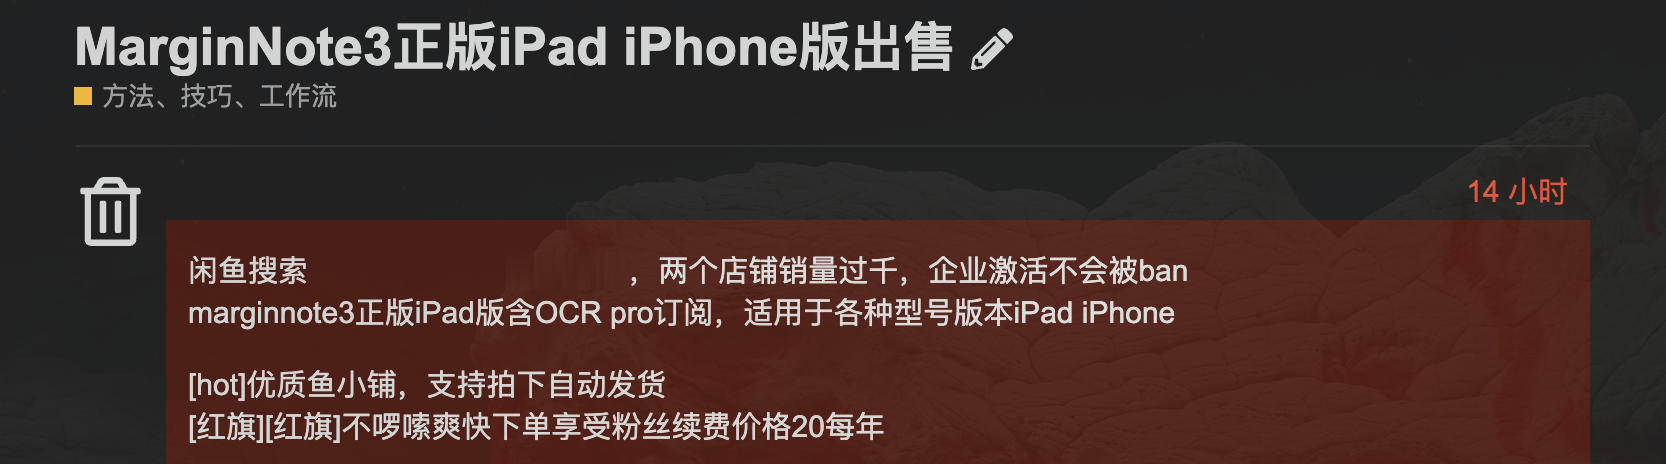 MarginNote3正版iPad iPhone版出售
方法、技巧、工作流
14 小时
闲鱼搜索，两个店铺销量过千，企业激活不会被ban
marginnote3正版iPad版含OCR pro订阅，适用于各种型号版本iPad iPhone
[hot]优质鱼小铺，支持拍下自动发货
[红旗][红旗]不啰嗦爽快下单享受粉丝续费价格20每年